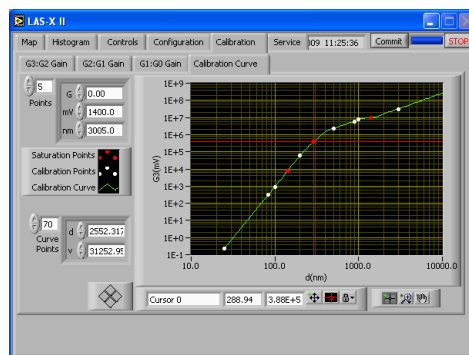 LAS-X II
Map Histogram Controls Configuration Calibration Service 009 11:25:36 Commit STOP
G3:G2 Gain G2:G1 Gain G1:G0 Gain Calibration Curve
5
Points
G 0.00
mV 1400.0
nm 3005.0
Saturation Points
Calibration Points
Calibration Curve
70
Curve
Points
d 2552.317
v 31252.95
G3(mV)
1E+9
1E+8
1E+7
1E+6
1E+5
1E+4
1E+3
1E+2
1E+1
1E+0
1E-1
10.0 100.0 1000.0 10000.0
d(nm)
Cursor 0 288.94 3.88E+5